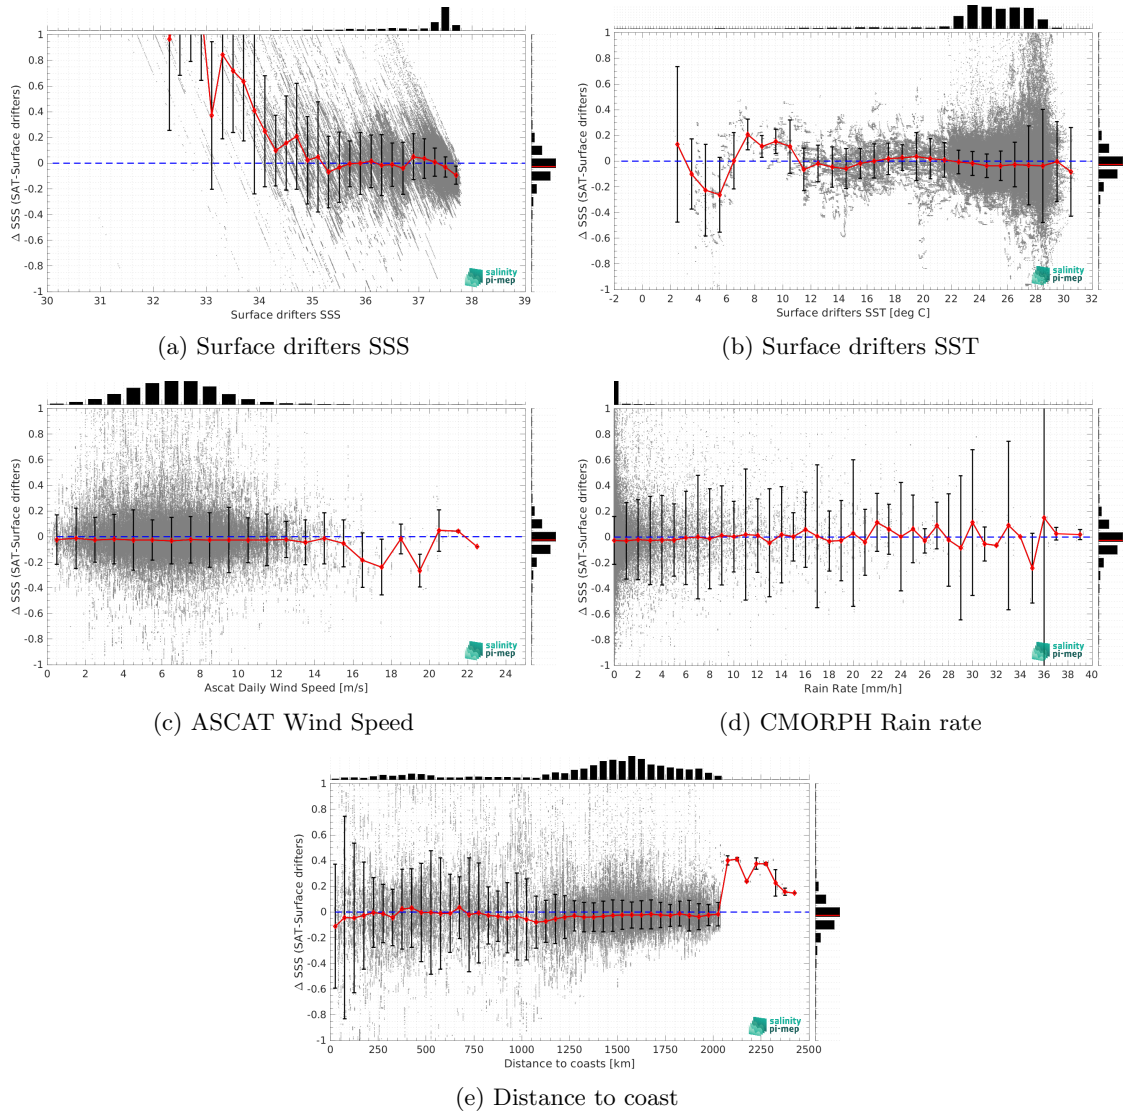 1
0.8
0.6
0.4
0.2
0
-0.2
-0.4
-0.6
-0.8
-1
Δ SSS (SAT-Surface drifters)
30 31 32 33 34 35 36 37 38 39
Surface drifters SSS
salinity
pi-mep
(a) Surface drifters SSS
1
0.8
0.6
0.4
0.2
0
-0.2
-0.4
-0.6
-0.8
-1
Δ SSS (SAT-Surface drifters)
-2 0 2 4 6 8 10 12 14 16 18 20 22 24 26 28 30 32
Surface drifters SST [deg C]
salinity
pi-mep
(b) Surface drifters SST
1
0.8
0.6
0.4
0.2
0
-0.2
-0.4
-0.6
-0.8
-1
Δ SSS (SAT-Surface drifters)
0 2 4 6 8 10 12 14 16 18 20 22 24
Ascat Daily Wind Speed [m/s]
salinity
pi-mep
(c) ASCAT Wind Speed
1
0.8
0.6
0.4
0.2
0
-0.2
-0.4
-0.6
-0.8
-1
Δ SSS (SAT-Surface drifters)
0 2 4 6 8 10 12 14 16 18 20 22 24 26 28 30 32 34 36 38 40
Rain Rate [mm/h]
salinity
pi-mep
(d) CMORPH Rain rate
1
0.8
0.6
0.4
0.2
0
-0.2
-0.4
-0.6
-0.8
-1
Δ SSS (SAT-Surface drifters)
0 250 500 750 1000 1250 1500 1750 2000 2250 2500
Distance to coasts [km]
salinity
pi-mep
(e) Distance to coast